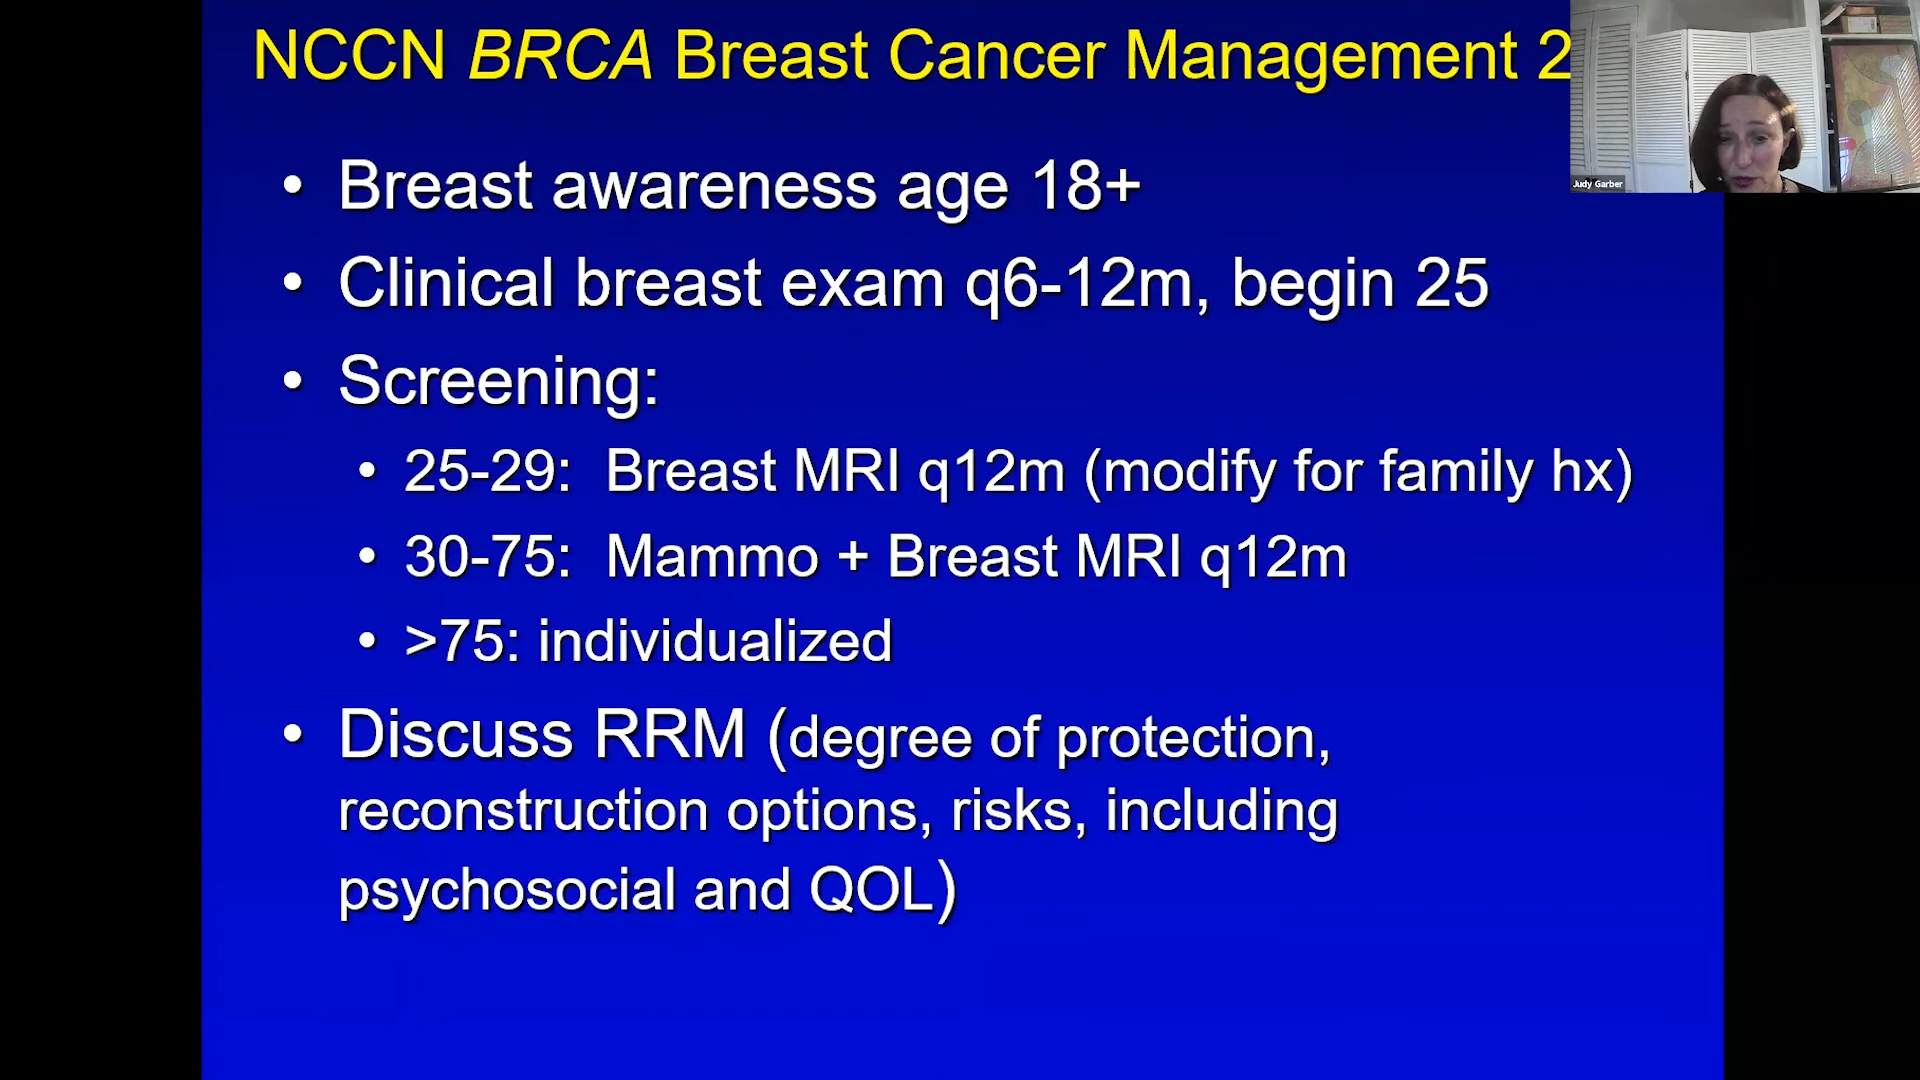 NCCN BRCA Breast Cancer Management 2
Judy Garber
• Breast awareness age 18+
• Clinical breast exam q6-12m, begin 25
• Screening:
• 25-29: Breast MRI q12m (modify for family hx)
• 30-75: Mammo + Breast MRI q12m
• >75: individualized
• Discuss RRM (degree of protection,
reconstruction options, risks, including
psychosocial and QOL)